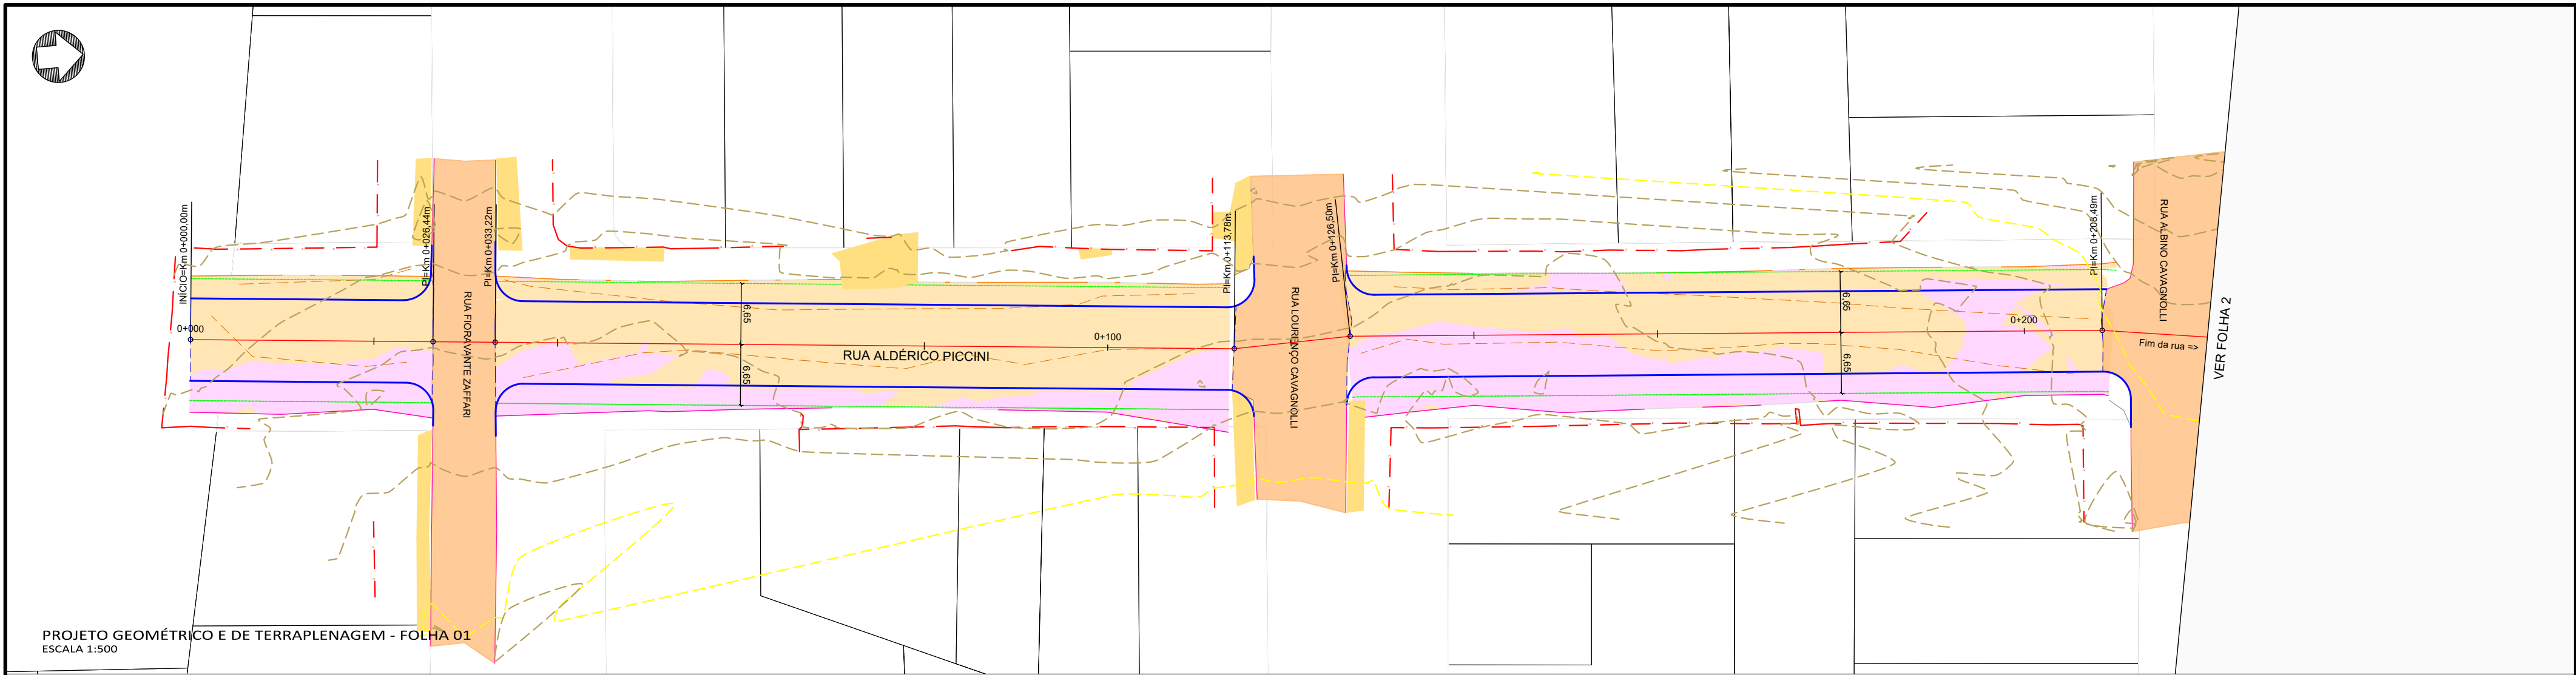 INÍCIO=Km 0+000,00m
0+000
PI=Km 0+026,44m
PI=Km 0+033,22m
RUA FIORAVANTE ZAFFARI
6,65
6,65
RUA ALDÉRICO PICCINI
0+100
PI=Km 0+113,78m
RUA LOURENÇO CAVAGNOLLI
PI=Km 0+126,50m
6,65
6,65
0+200
PI=Km 0+208,49m
RUA ALBINO CAVAGNOLLI
Fim da rua =>
VER FOLHA 2
PROJETO GEOMÉTRICO E DE TERRAPLENAGEM - FOLHA 01
ESCALA 1:500